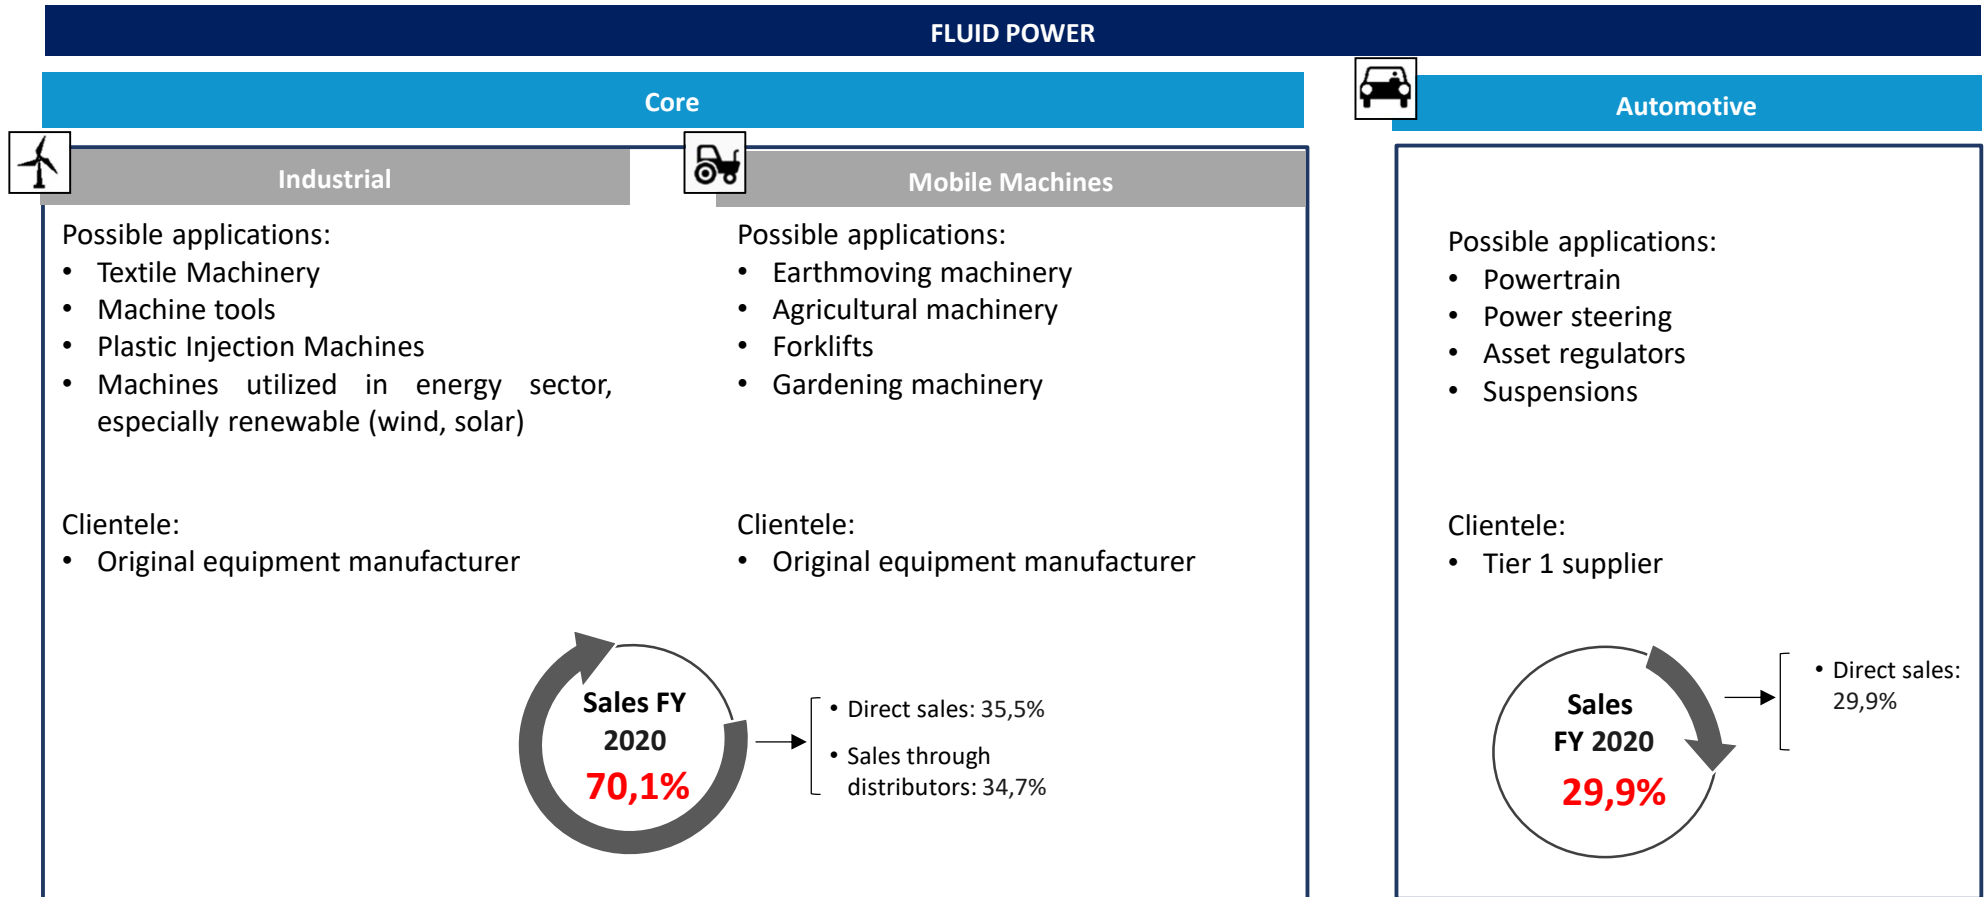 FLUID POWER
Core
Industrial
Possible applications:
• Textile Machinery
• Machine tools
• Plastic Injection Machines
• Machines utilized in energy sector,
especially renewable (wind, solar)
Clientele:
• Original equipment manufacturer
Mobile Machines
Possible applications:
• Earthmoving machinery
• Agricultural machinery
• Forklifts
• Gardening machinery
Clientele:
• Original equipment manufacturer
Sales FY
2020
70,1%
• Direct sales: 35,5%
• Sales through
distributors: 34,7%
Automotive
Possible applications:
• Powertrain
• Power steering
• Asset regulators
• Suspensions
Clientele:
• Tier 1 supplier
Sales
FY 2020
29,9%
• Direct sales:
29,9%